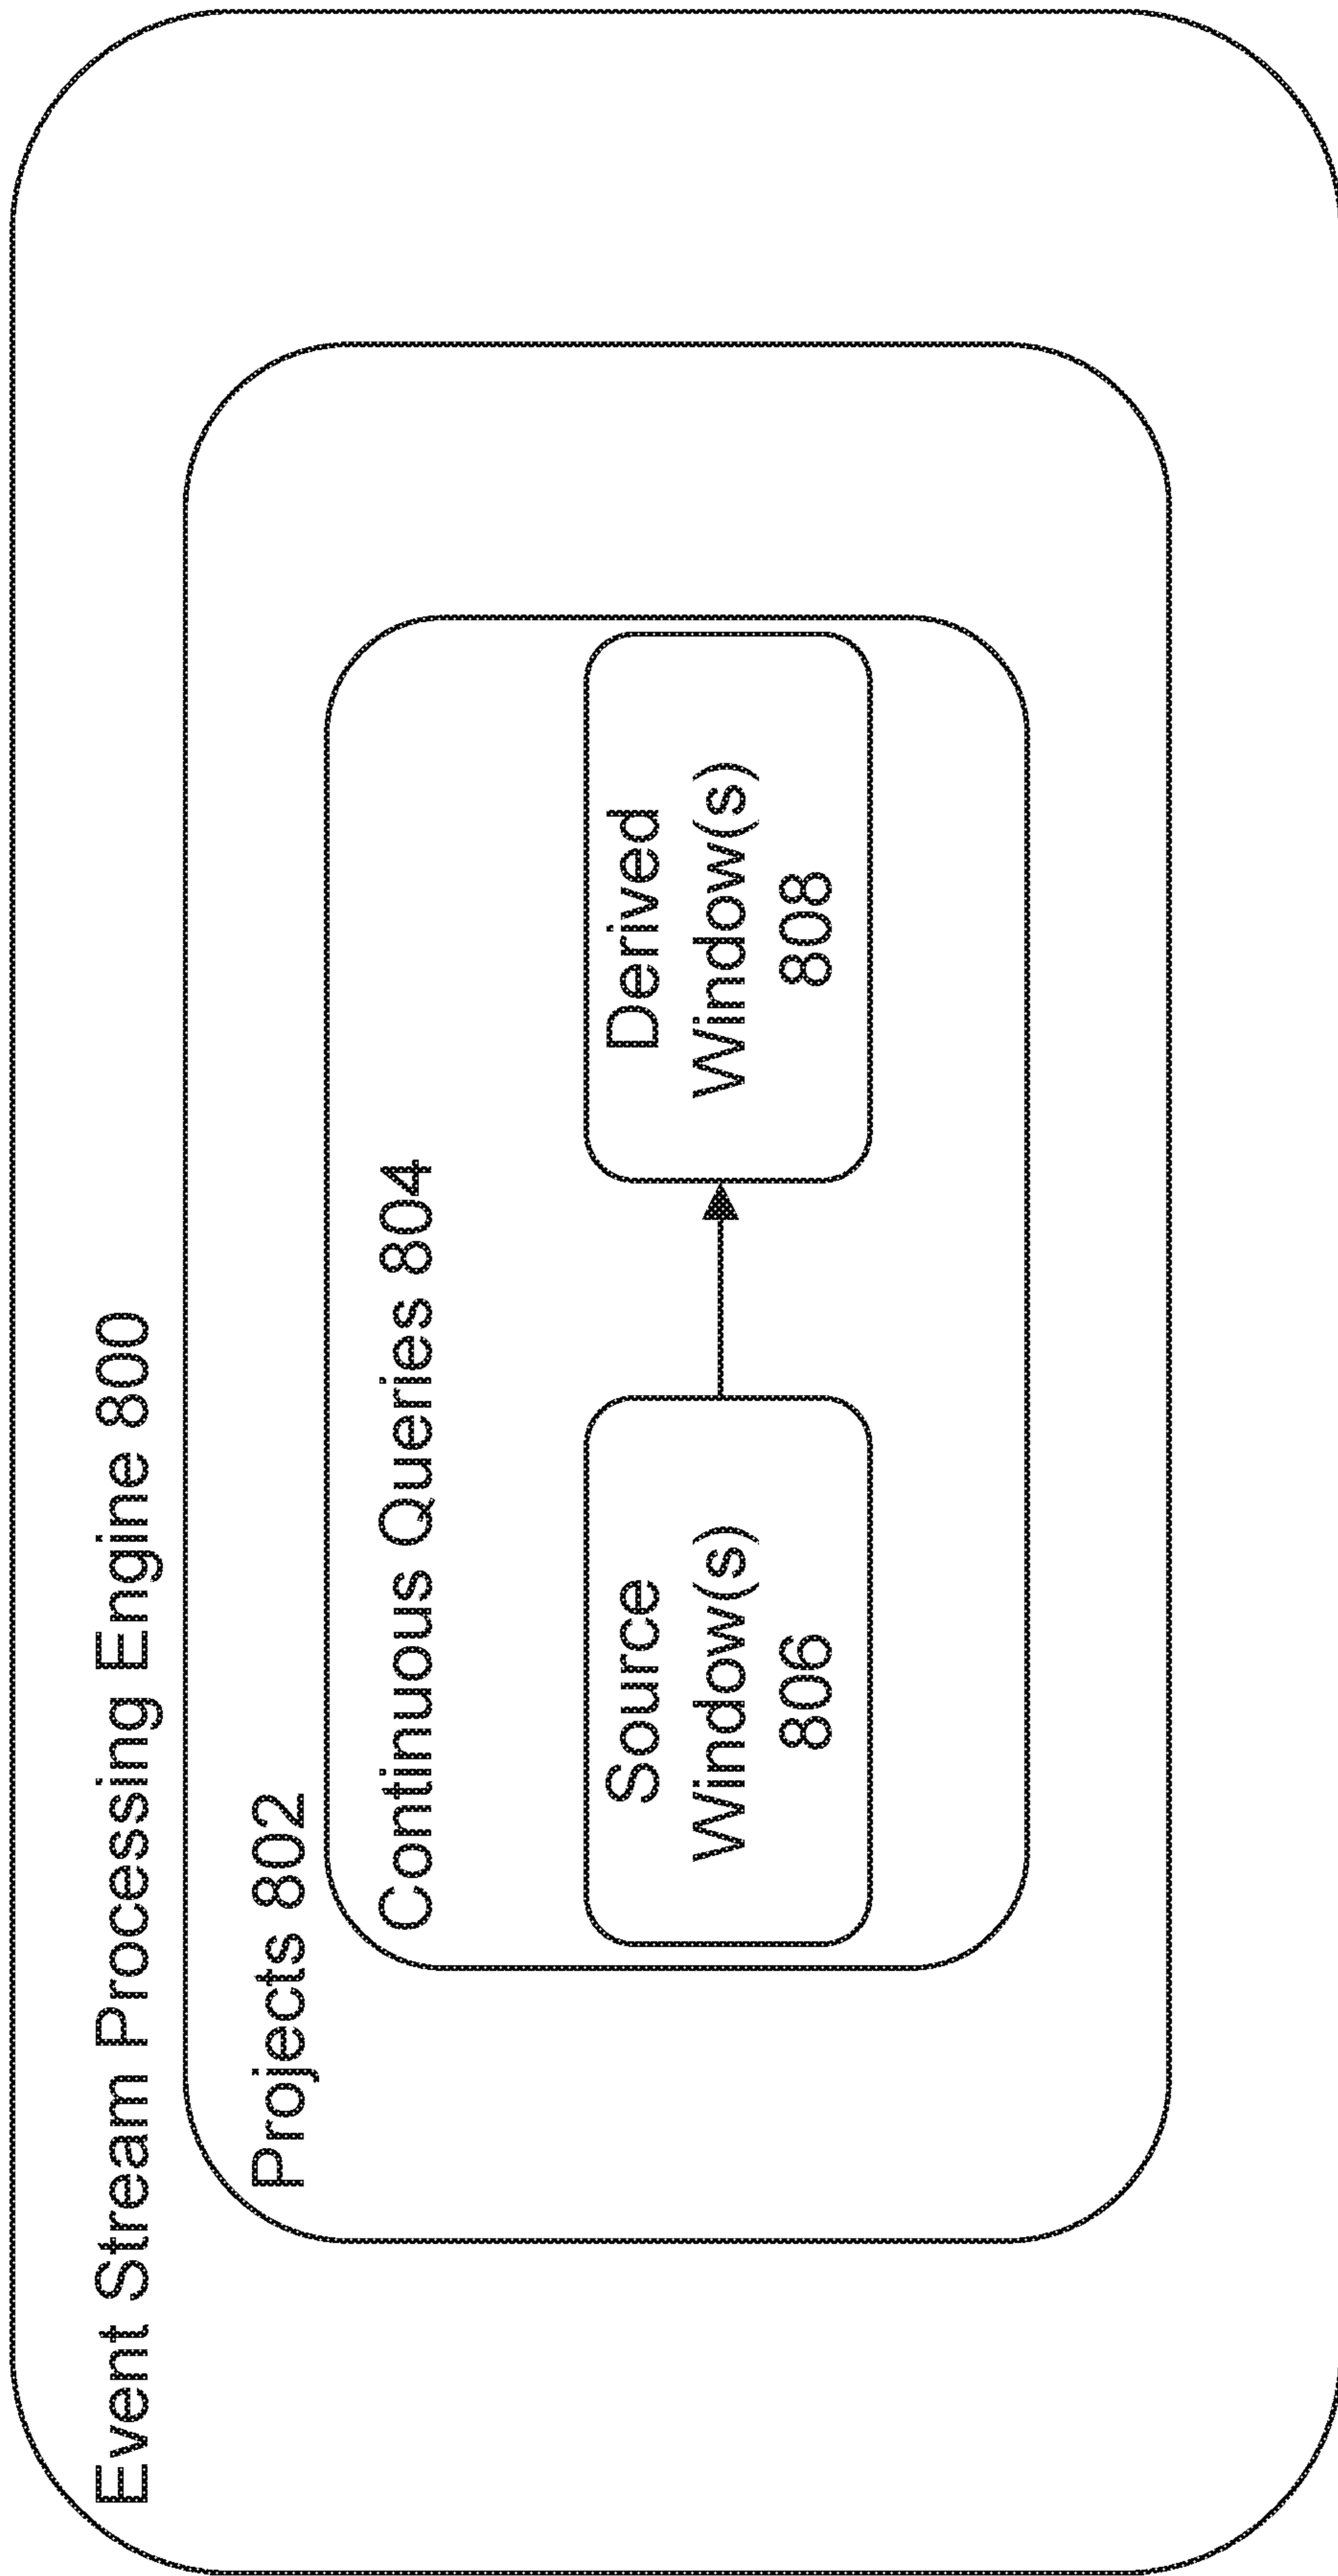 Event Stream Processing Engine 800
Projects 802
Continuous Queries 804
Source
Window(s)
806
Derived
Window(s)
808